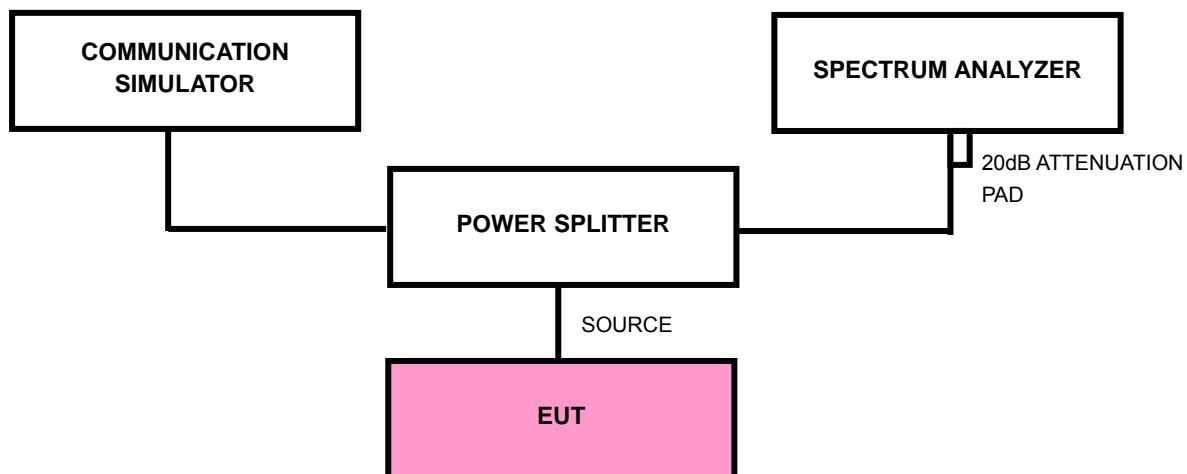 COMMUNICATION
SIMULATOR
SPECTRUM ANALYZER
20dB ATTENUATION
PAD
POWER SPLITTER
SOURCE
EUT